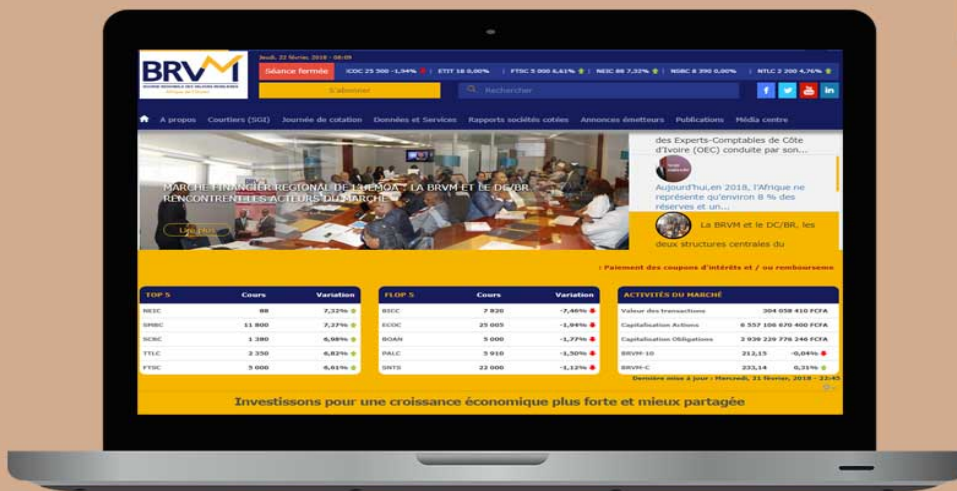 BRVM
BOURSE REGIONALE DES VALEURS MOBILIERES
Afrique de l'Ouest
Jeudi, 22 février, 2018 - 08:09
Séance fermée
ECOC 25 500 -1,94% | ETIT 18 0,00% | FTSC 5 000 6,61% | NEIC 88 7,32% | NSBC 8 390 0,00% | NTLC 2 200 4,76%
S'abonner
Rechercher
A propos Courtiers (SGI) Journée de cotation Données et Services Rapports sociétés cotées Annonces émetteurs Publications Média centre
MARCHE FINANCIER REGIONAL DE L'UEMOA : LA BRVM ET LE DC/BR
RENCONTRENT LES ACTEURS DU MARCHE
Lire plus
des Experts-Comptables de Côte
d'Ivoire (OEC) conduite par son...
Aujourd'hui,en 2018, l'Afrique ne
représente qu'environ 8 % des
réserves et un...
La BRVM et le DC/BR, les
deux structures centrales du
: Paiement des coupons d'intérêts et / ou rembourseme
TOP 5 Cours Variation
NEIC 88 7,32%
SMBC 11 800 7,27%
SCRC 1 380 6,98%
TTLC 2 350 6,82%
FTSC 5 000 6,61%
FLOP 5 Cours Variation
BICC 7 820 -7,46%
ECOC 25 005 -1,94%
BOAN 5 000 -1,77%
PALC 5 910 -1,50%
SNTS 22 000 -1,12%
ACTIVITÉS DU MARCHÉ
Valeur des transactions 304 058 410 FCFA
Capitalisation Actions 6 557 106 670 400 FCFA
Capitalisation Obligations 2 939 229 776 246 FCFA
BRVM-10 212,15 -0,04%
BRVM-C 233,14 0,31%
Dernière mise à jour : Mercredi, 21 février, 2018 - 22:45
Investissons pour une croissance économique plus forte et mieux partagée